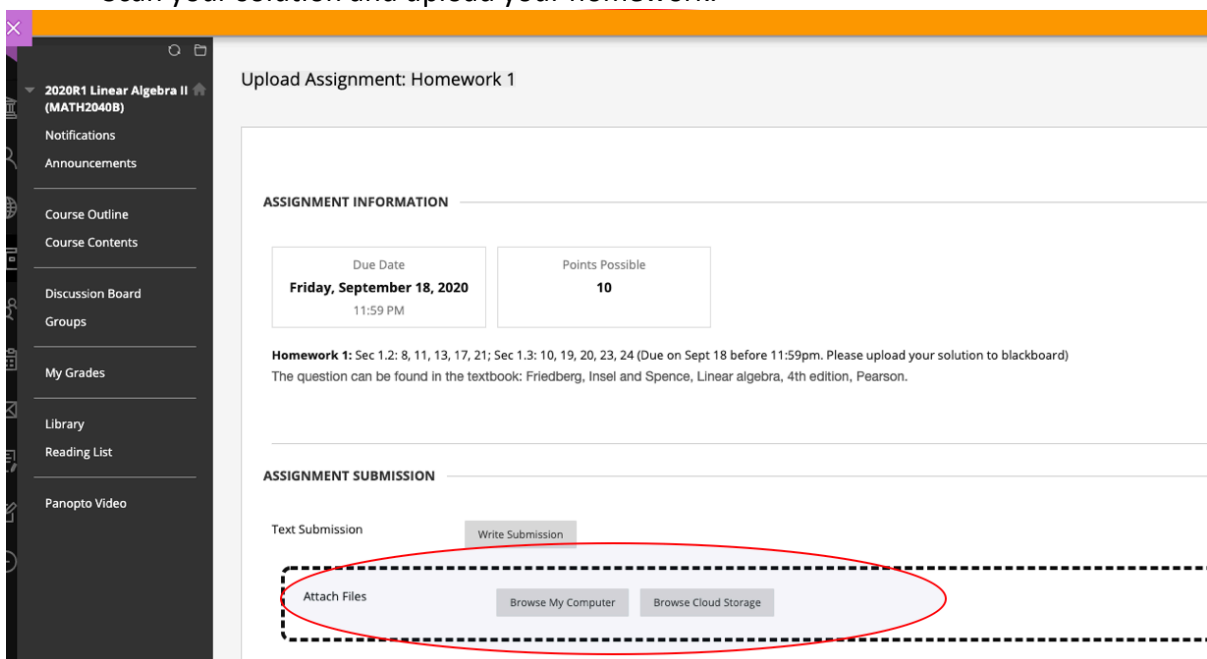 scan your solution and upload your homework.
2020R1 Linear Algebra II
(MATH2040B)
Notifications
Announcements
Course Outline
Course Contents
Discussion Board
Groups
My Grades
Library
Reading List
Panopto Video
Upload Assignment: Homework 1
ASSIGNMENT INFORMATION
Due Date
Friday, September 18, 2020
11:59 PM
Points Possible
10
Homework 1: Sec 1.2: 8, 11, 13, 17, 21; Sec 1.3: 10, 19, 20, 23, 24 (Due on Sept 18 before 11:59pm. Please upload your solution to blackboard)
The question can be found in the textbook: Friedberg, Insel and Spence, Linear algebra, 4th edition, Pearson.
ASSIGNMENT SUBMISSION
Text Submission
Write Submission
Attach Files
Browse My Computer
Browse Cloud Storage